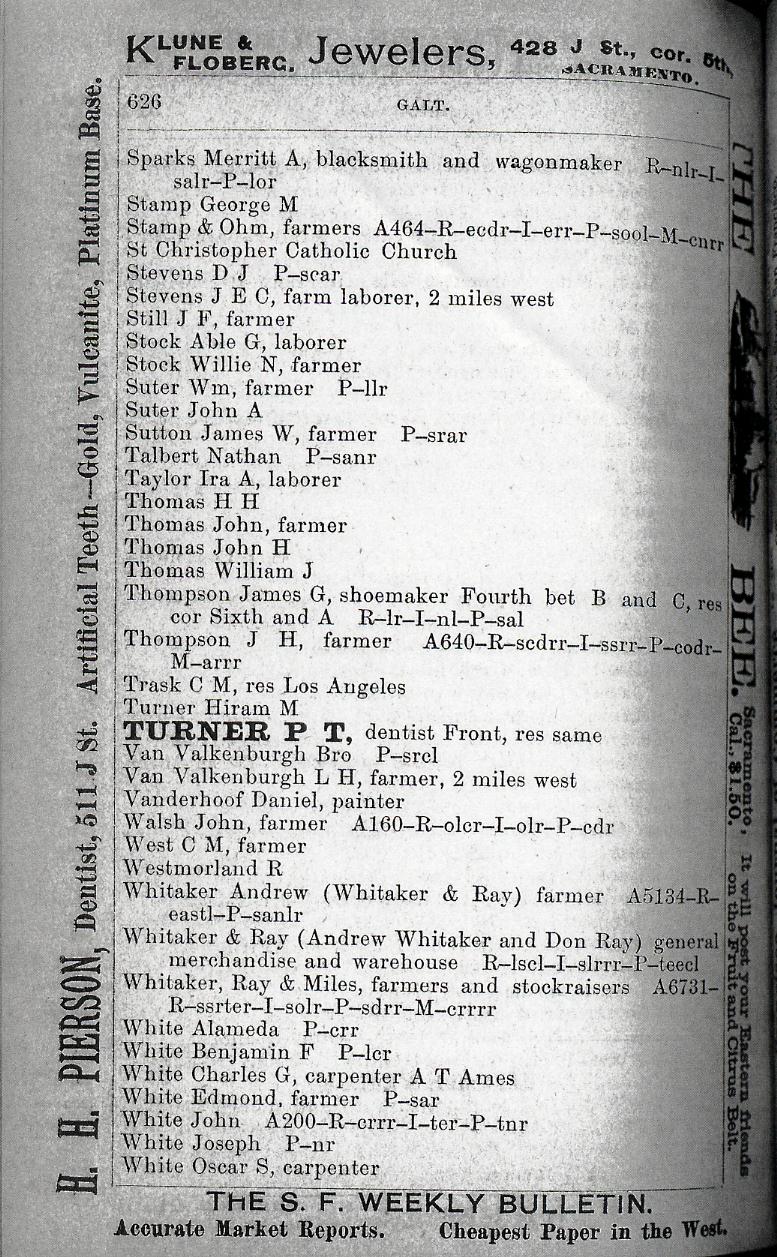 KLUNE & FLOBERG. Jewelers, 428 J St., cor. 5th,
SACRAMENTO.
626 GALT.
Sparks Merritt A, blacksmith and wagonmaker R–nlr–I–
salr–P–lor
Stamp George M
Stamp & Ohm, farmers A464–R–ecdr–I–err–P–sool–M–cnrr
St Christopher Catholic Church
Stevens D J P–scar
Stevens J E C, farm laborer, 2 miles west
Still J F, farmer
Stock Able G, laborer
Stock Willie N, farmer
Suter Wm, farmer P–llr
Suter John A
Sutton James W, farmer P–srar
Talbert Nathan P–sanr
Taylor Ira A, laborer
Thomas H H
Thomas John, farmer
Thomas John H
Thomas William J
Thompson James G, shoemaker Fourth bet B and C, res
cor Sixth and A R–lr–I–nl–P–sal
Thompson J H, farmer A640–R–scdrr–I–ssrr–P–codr–
M–arrr
Trask C M, res Los Angeles
Turner Hiram M
TURNER P T, dentist Front, res same
Van Valkenburgh Bro P–srcl
Van Valkenburgh L H, farmer, 2 miles west
Vanderhoof Daniel, painter
Walsh John, farmer A160–R–olcr–I–olr–P–cdr
West C M, farmer
Westmorland R
Whitaker Andrew (Whitaker & Ray) farmer A5134–R–
eastl–P–sanlr
Whitaker & Ray (Andrew Whitaker and Don Ray) general
merchandise and warehouse R–lscl–I–slrrr–P–teecl
Whitaker, Ray & Miles, farmers and stockraisers A6731–
R–ssrter–I–solr–P–sdrr–M–crrrr
White Alameda P–crr
White Benjamin F P–lcr
White Charles G, carpenter A T Ames
White Edmond, farmer P–sar
White John A200–R–crrr–I–ter–P–tnr
White Joseph P–nr
White Oscar S, carpenter
THE S. F. WEEKLY BULLETIN.
Accurate Market Reports. Cheapest Paper in the West.
H. H. PIERSON, Dentist, 511 J St. Artificial Teeth—Gold, Vulcanite, Platinum Base.
THE BEE.
Sacramento, Cal., $1.50.
It will post your Eastern friends
on the Fruit and Citrus Belt.